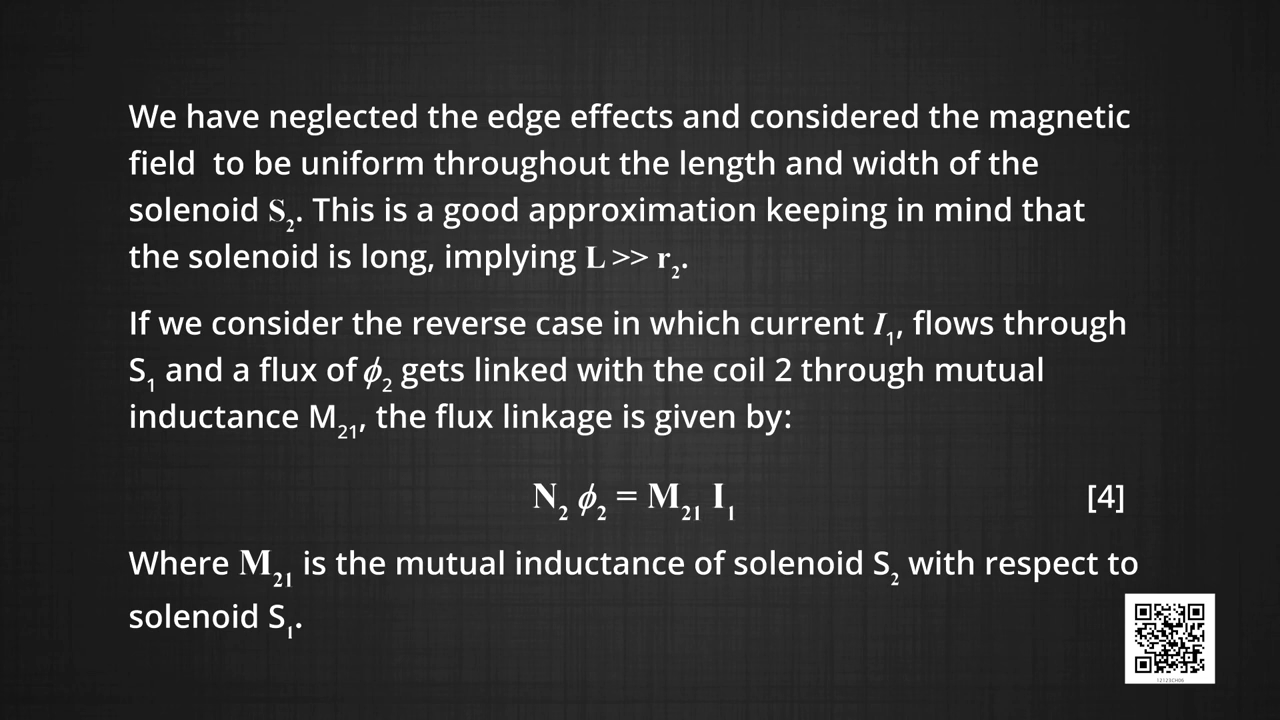 We have neglected the edge effects and considered the magnetic
field to be uniform throughout the length and width of the
solenoid S₂. This is a good approximation keeping in mind that
the solenoid is long, implying L >> r₂.
If we consider the reverse case in which current I₁, flows through
S₁ and a flux of ϕ₂ gets linked with the coil 2 through mutual
inductance M₂₁, the flux linkage is given by:
N₂ ϕ₂ = M₂₁ I₁ [4]
Where M₂₁ is the mutual inductance of solenoid S₂ with respect to
solenoid S₁.
12123CH06